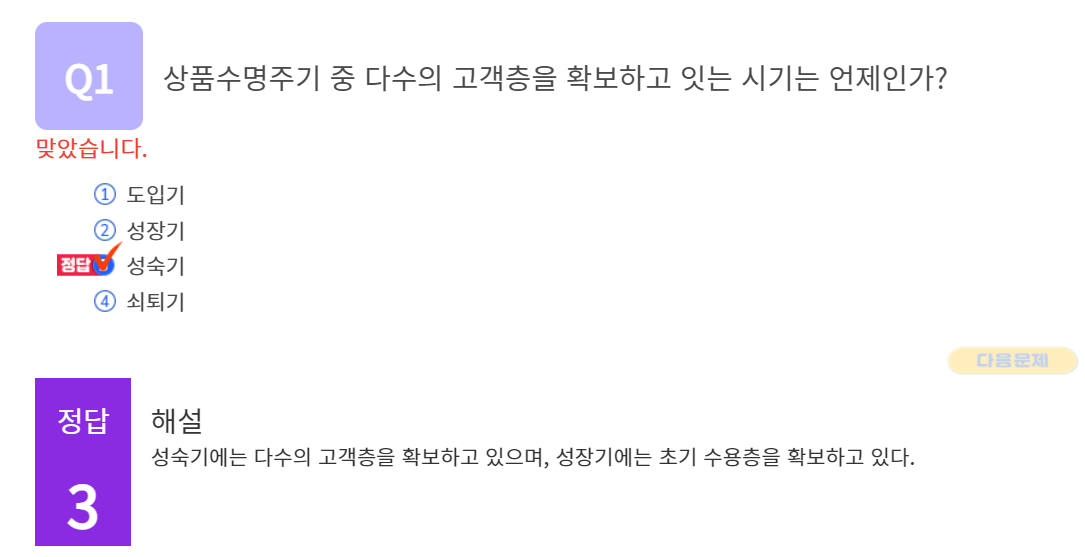 Q1 상품수명주기 중 다수의 고객층을 확보하고 잇는 시기는 언제인가?
맞았습니다.
① 도입기
② 성장기
정답 성숙기
④ 쇠퇴기
다음문제
정답
3
해설
성숙기에는 다수의 고객층을 확보하고 있으며, 성장기에는 초기 수용층을 확보하고 있다.